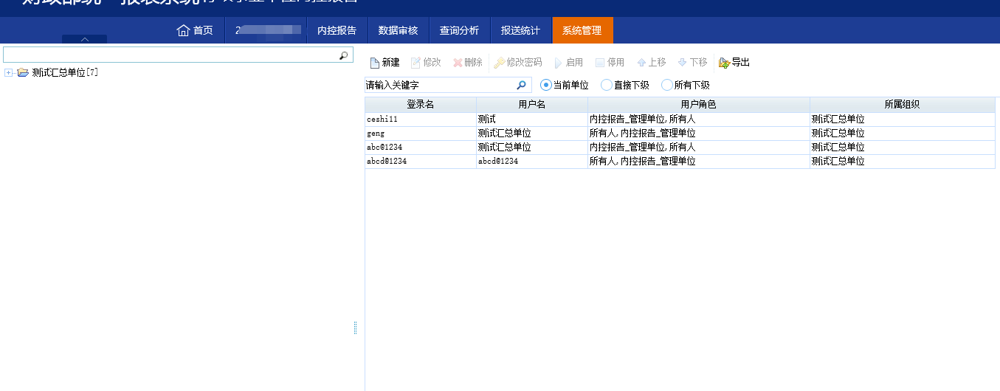 首页 内控报告 数据审核 查询分析 报送统计 系统管理
测试汇总单位[7]
新建 修改 删除 修改密码 启用 停用 上移 下移 导出
请输入关键字 当前单位 直接下级 所有下级
登录名 用户名 用户角色 所属组织
ceshi11 测试 内控报告_管理单位,所有人 测试汇总单位
geng 测试汇总单位 所有人,内控报告_管理单位 测试汇总单位
abc@1234 测试汇总单位 内控报告_管理单位,所有人 测试汇总单位
abcd@1234 abcd@1234 所有人,内控报告_管理单位 测试汇总单位